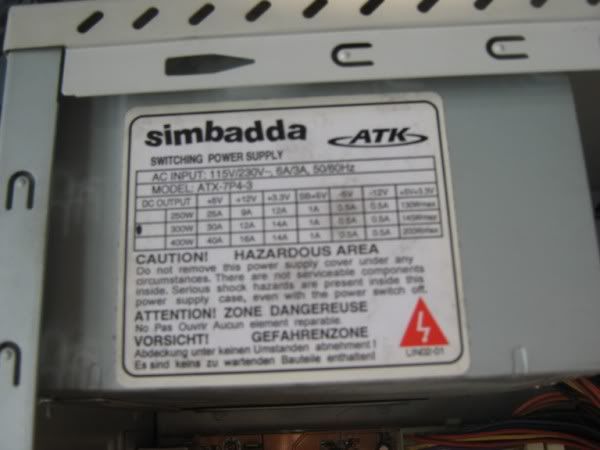 simbadda
ATK
SWITCHING POWER SUPPLY
AC INPUT: 115V/230V~, 6A/3A, 50/60Hz
MODEL: ATX-7P4-3
DC OUTPUT +5V +12V +3.3V SB+5V -5V -12V +5V+3.3V
250W 25A 9A 12A 1A 0.5A 0.5A 130Wmax
300W 30A 12A 14A 1A 0.5A 0.5A 145Wmax
400W 40A 16A 14A 1A 0.5A 0.5A 200Wmax
CAUTION! HAZARDOUS AREA
Do not remove this power supply cover under any
circumstances. There are not serviceable components
inside. Serious shock hazards are present inside this
power supply case, even with the power switch off.
ATTENTION! ZONE DANGEREUSE
No Pas Ouvrir Aucun element reparable.
VORSICHT! GEFAHRENZONE
Abdeckung unter keinen Umstanden abnehment!
Es sind keins zu wartenden Bauteile enthalten!
LIN02-01